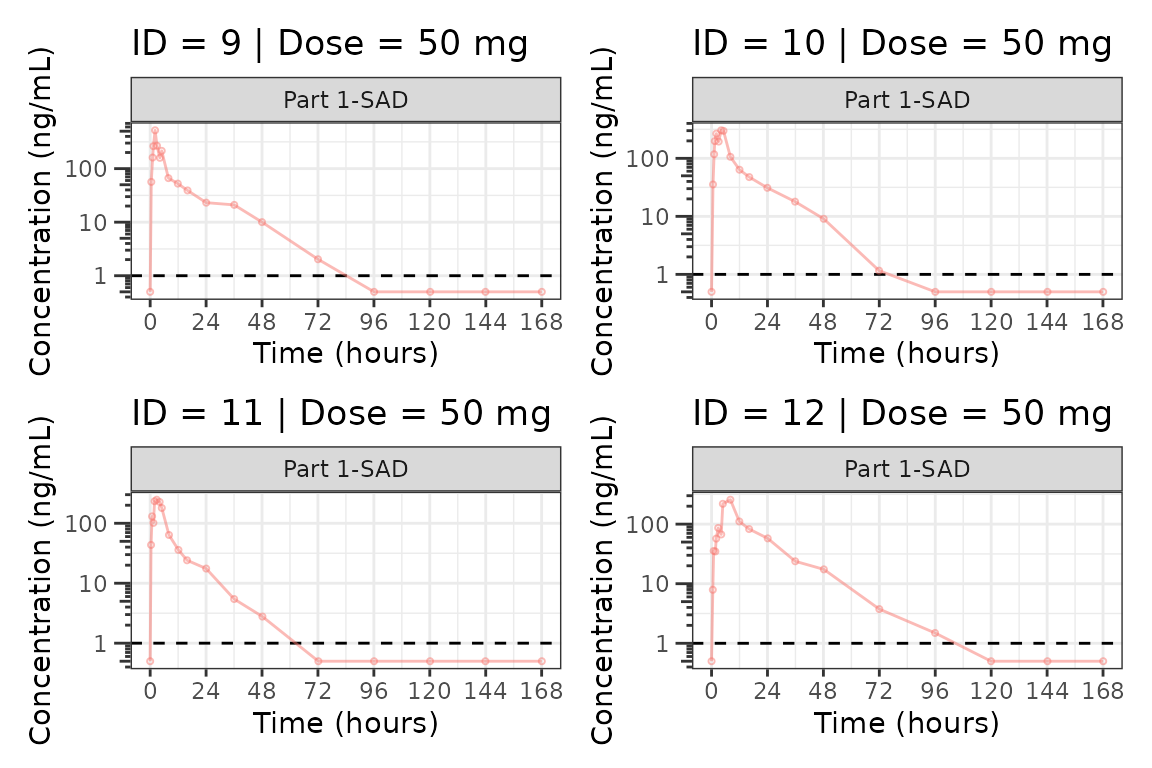 ID = 9 | Dose = 50 mg
Part 1-SAD
Concentration (ng/mL)
100
10
1
0 24 48 72 96 120 144 168
Time (hours)
ID = 10 | Dose = 50 mg
Part 1-SAD
Concentration (ng/mL)
100
10
1
0 24 48 72 96 120 144 168
Time (hours)
ID = 11 | Dose = 50 mg
Part 1-SAD
Concentration (ng/mL)
100
10
1
0 24 48 72 96 120 144 168
Time (hours)
ID = 12 | Dose = 50 mg
Part 1-SAD
Concentration (ng/mL)
100
10
1
0 24 48 72 96 120 144 168
Time (hours)